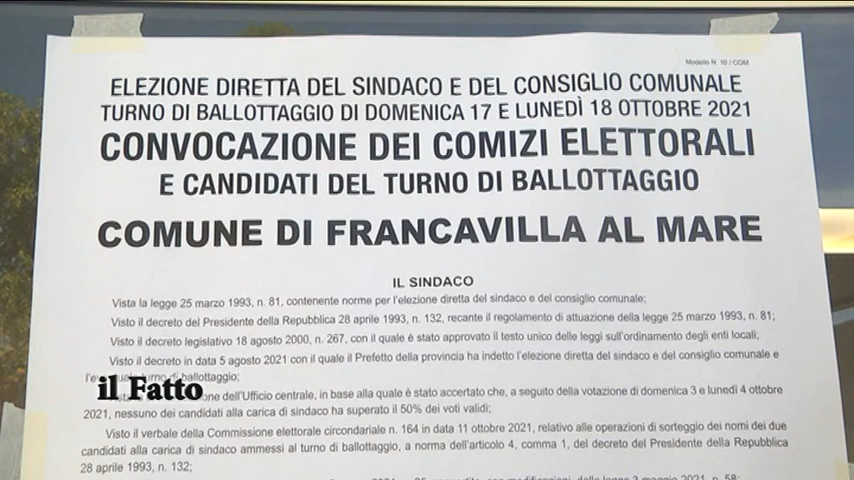 Modello N. 10 / COM
ELEZIONE DIRETTA DEL SINDACO E DEL CONSIGLIO COMUNALE
TURNO DI BALLOTTAGGIO DI DOMENICA 17 E LUNEDÌ 18 OTTOBRE 2021
CONVOCAZIONE DEI COMIZI ELETTORALI
E CANDIDATI DEL TURNO DI BALLOTTAGGIO
COMUNE DI FRANCAVILLA AL MARE
IL SINDACO
Vista la legge 25 marzo 1993, n. 81, contenente norme per l'elezione diretta del sindaco e del consiglio comunale;
Visto il decreto del Presidente della Repubblica 28 aprile 1993, n. 132, recante il regolamento di attuazione della legge 25 marzo 1993, n. 81;
Visto il decreto legislativo 18 agosto 2000, n. 267, con il quale è stato approvato il testo unico delle leggi sull'ordinamento degli enti locali;
Visto il decreto in data 5 agosto 2021 con il quale il Prefetto della provincia ha indetto l'elezione diretta del sindaco e del consiglio comunale e
turno di ballottaggio;
il Fatto
dell'Ufficio centrale, in base alla quale è stato accertato che, a seguito della votazione di domenica 3 e lunedì 4 ottobre
2021, nessuno dei candidati alla carica di sindaco ha superato il 50% dei voti validi;
Visto il verbale della Commissione elettorale circondariale n. 164 in data 11 ottobre 2021, relativo alle operazioni di sorteggio dei nomi dei due
candidati alla carica di sindaco ammessi al turno di ballottaggio, a norma dell'articolo 4, comma 1, del decreto del Presidente della Repubblica
28 aprile 1993, n. 132;